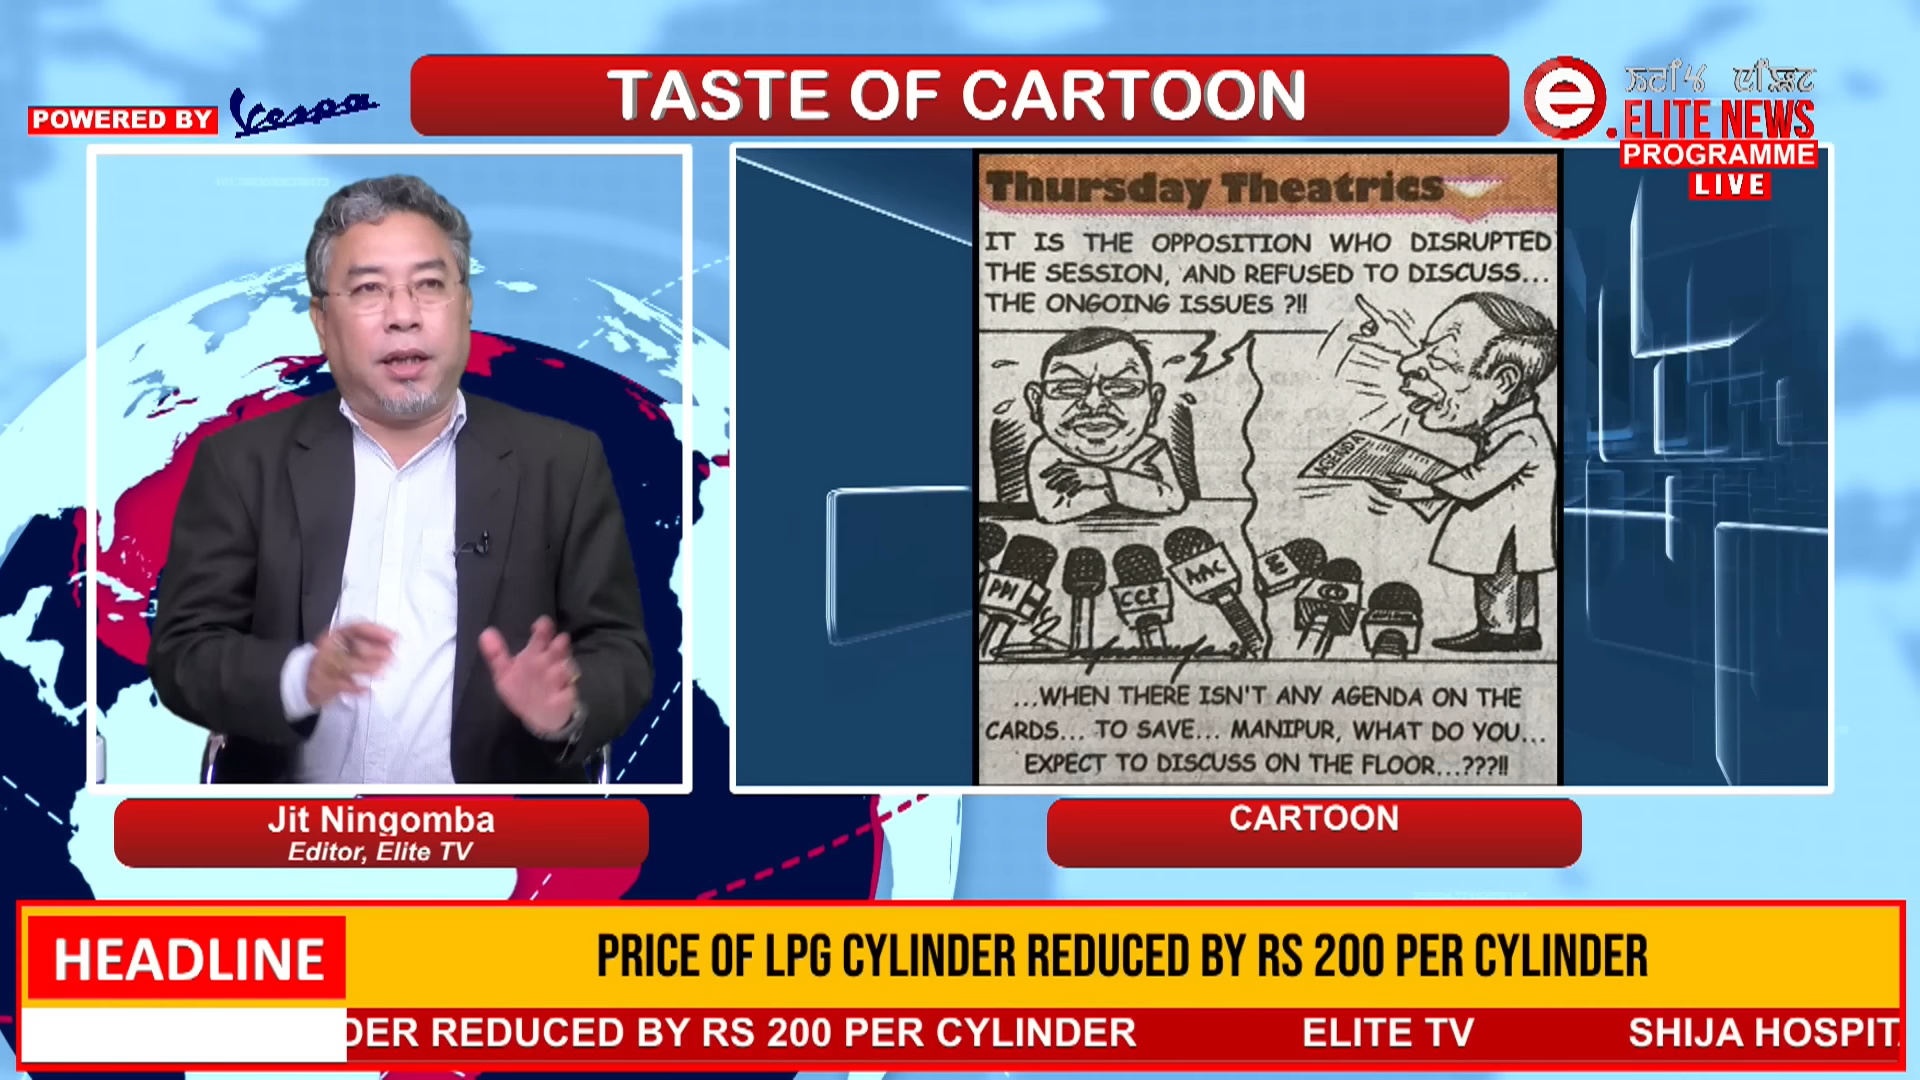 POWERED BY Vespa
TASTE OF CARTOON
e.
ELITE NEWS
PROGRAMME
LIVE
Thursday Theatrics
IT IS THE OPPOSITION WHO DISRUPTED
THE SESSION, AND REFUSED TO DISCUSS...
THE ONGOING ISSUES ?!!
AGENDA
PPI
CCP
AAC
...WHEN THERE ISN'T ANY AGENDA ON THE
CARDS... TO SAVE... MANIPUR, WHAT DO YOU...
EXPECT TO DISCUSS ON THE FLOOR...???!!
Jit Ningomba
Editor, Elite TV
CARTOON
HEADLINE
PRICE OF LPG CYLINDER REDUCED BY RS 200 PER CYLINDER
DER REDUCED BY RS 200 PER CYLINDER ELITE TV SHIJA HOSPIT